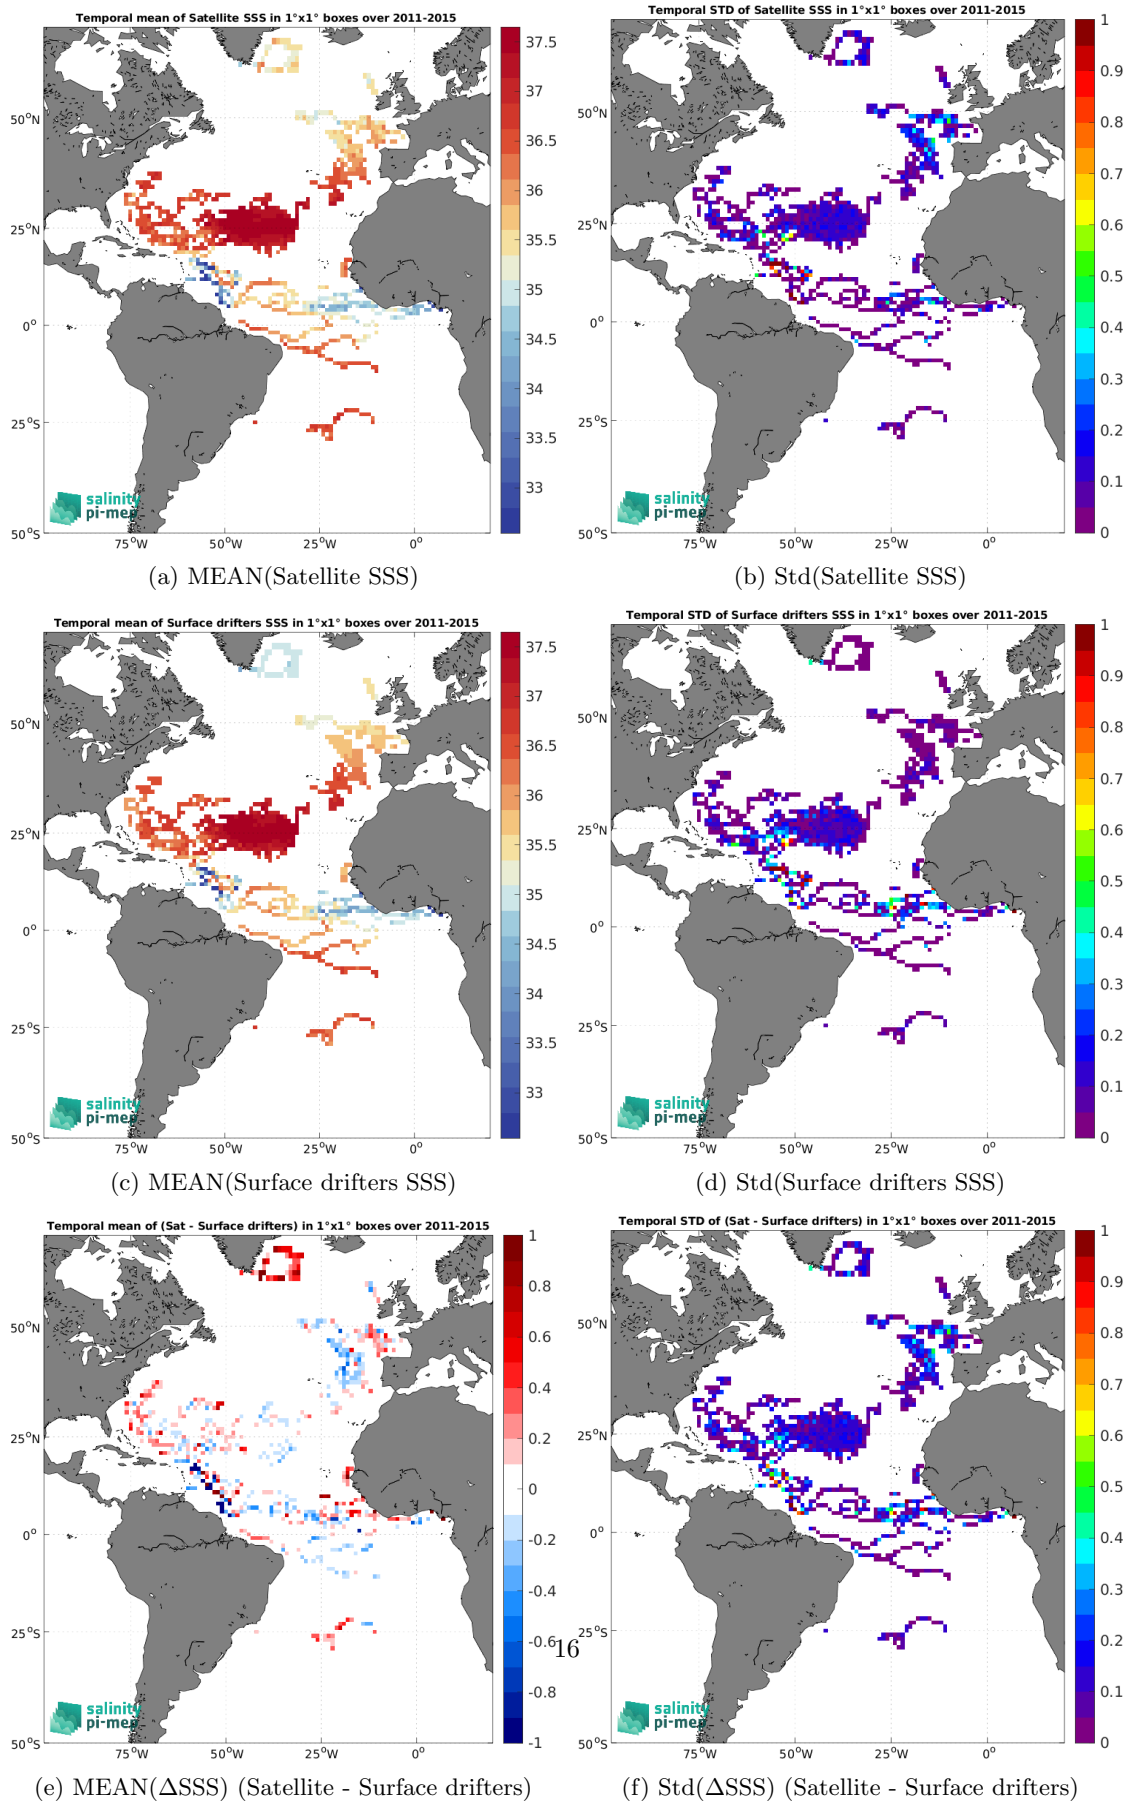 Temporal mean of Satellite SSS in 1°x1° boxes over 2011-2015
50°N
25°N
0°
25°S
50°S
75°W
50°W
25°W
0°
37.5
37
36.5
36
35.5
35
34.5
34
33.5
33
salinity
pi-mep
(a) MEAN(Satellite SSS)
Temporal STD of Satellite SSS in 1°x1° boxes over 2011-2015
50°N
25°N
0°
25°S
50°S
75°W
50°W
25°W
0°
1
0.9
0.8
0.7
0.6
0.5
0.4
0.3
0.2
0.1
0
salinity
pi-mep
(b) Std(Satellite SSS)
Temporal mean of Surface drifters SSS in 1°x1° boxes over 2011-2015
50°N
25°N
0°
25°S
50°S
75°W
50°W
25°W
0°
37.5
37
36.5
36
35.5
35
34.5
34
33.5
33
salinity
pi-mep
(c) MEAN(Surface drifters SSS)
Temporal STD of Surface drifters SSS in 1°x1° boxes over 2011-2015
50°N
25°N
0°
25°S
50°S
75°W
50°W
25°W
0°
1
0.9
0.8
0.7
0.6
0.5
0.4
0.3
0.2
0.1
0
salinity
pi-mep
(d) Std(Surface drifters SSS)
Temporal mean of (Sat - Surface drifters) in 1°x1° boxes over 2011-2015
50°N
25°N
0°
25°S
50°S
75°W
50°W
25°W
0°
1
0.8
0.6
0.4
0.2
0
-0.2
-0.4
-0.6
-0.8
-1
salinity
pi-mep
(e) MEAN(ΔSSS) (Satellite - Surface drifters)
Temporal STD of (Sat - Surface drifters) in 1°x1° boxes over 2011-2015
50°N
25°N
0°
25°S
50°S
75°W
50°W
25°W
0°
1
0.9
0.8
0.7
0.6
0.5
0.4
0.3
0.2
0.1
0
salinity
pi-mep
(f) Std(ΔSSS) (Satellite - Surface drifters)
16